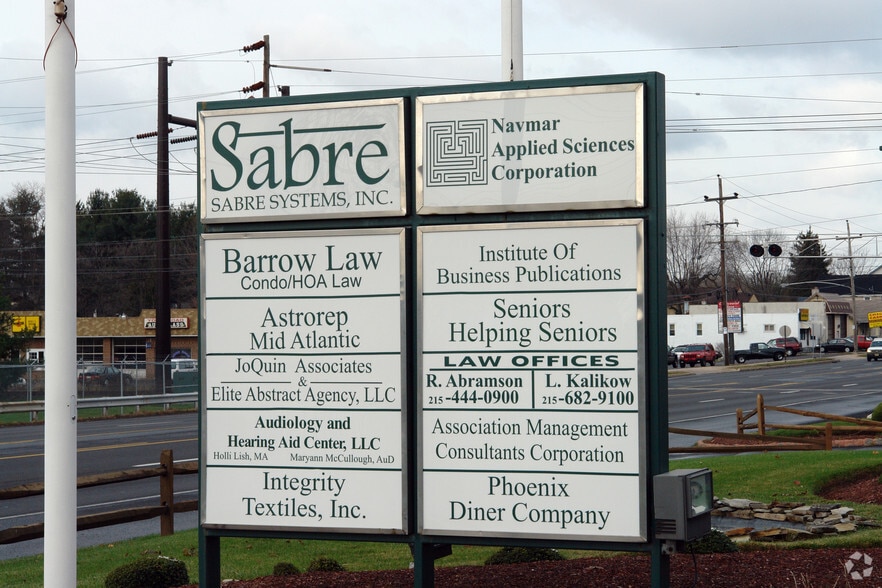 Sabre
SABRE SYSTEMS, INC.
Navmar
Applied Sciences
Corporation
Barrow Law
Condo/HOA Law
Astrorep
Mid Atlantic
JoQuin Associates
&
Elite Abstract Agency, LLC
Audiology and
Hearing Aid Center, LLC
Holli Lish, MA Maryann McCullough, AuD
Integrity
Textiles, Inc.
Institute Of
Business Publications
Seniors
Helping Seniors
LAW OFFICES
R. Abramson L. Kalikow
215-444-0900 215-682-9100
Association Management
Consultants Corporation
Phoenix
Diner Company